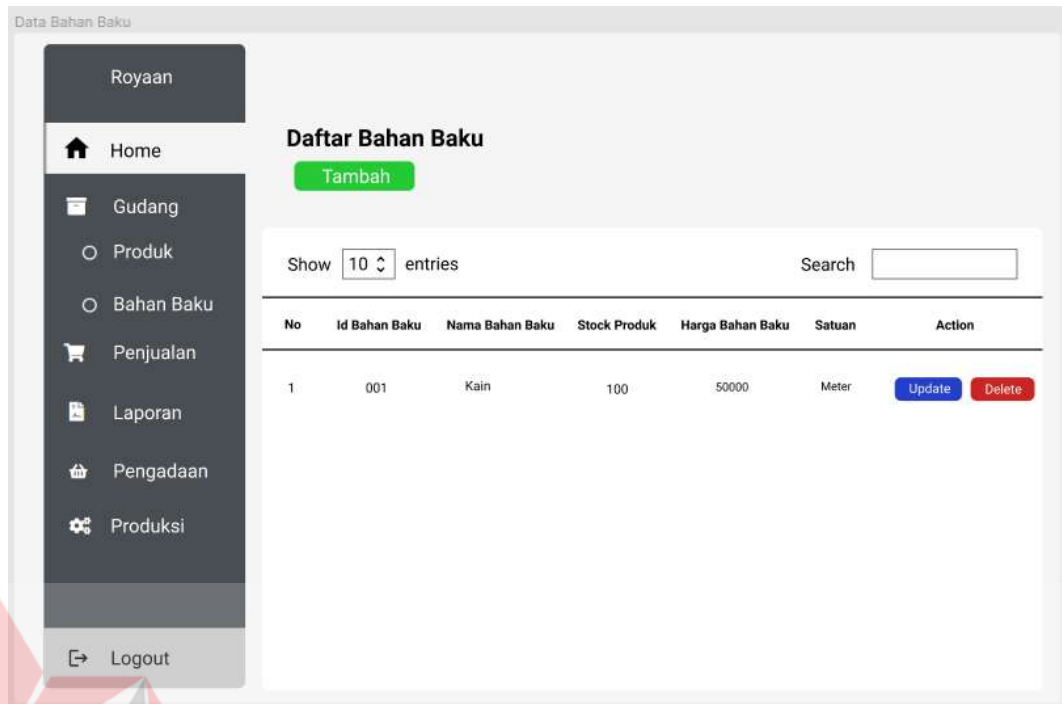 Data Bahan Baku
Royaan
Home
Gudang
Produk
Bahan Baku
Penjualan
Laporan
Pengadaan
Produksi
Logout
Daftar Bahan Baku
Tambah
Show 10 entries
Search
No Id Bahan Baku Nama Bahan Baku Stock Produk Harga Bahan Baku Satuan Action
1 001 Kain 100 50000 Meter Update Delete